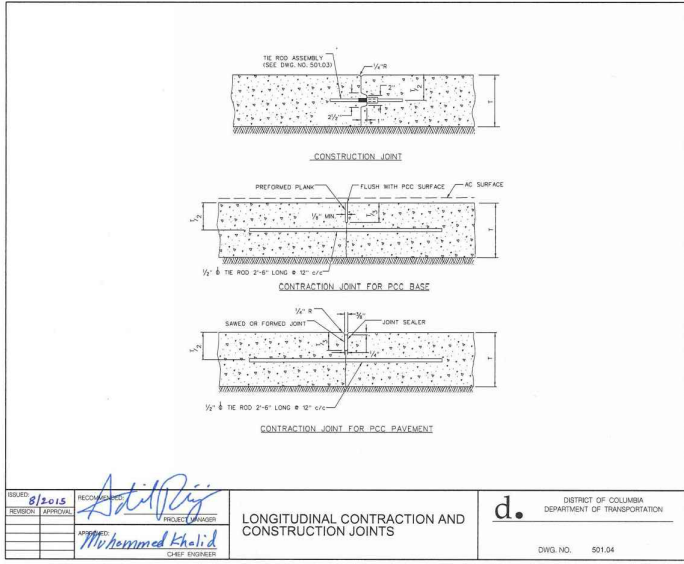 TIE ROD ASSEMBLY
(SEE DWG. NO. 501.03)
1/4"R
2"
T/2
T
2 1/2"
1"
CONSTRUCTION JOINT
PREFORMED PLANK
FLUSH WITH PCC SURFACE
AC SURFACE
T/2
1/8" MIN.
T/3
T
1/2" ϕ TIE ROD 2'-6" LONG @ 12" c/c
CONTRACTION JOINT FOR PCC BASE
1/4" R
3/8"
SAWED OR FORMED JOINT
JOINT SEALER
T/2
T/3
1/4"
T
1/2" ϕ TIE ROD 2'-6" LONG @ 12" c/c
CONTRACTION JOINT FOR PCC PAVEMENT
ISSUED: 8/2015
REVISION
APPROVAL
RECOMMENDED:
PROJECT MANAGER
APPROVED:
Muhammed Khalid
CHIEF ENGINEER
LONGITUDINAL CONTRACTION AND
CONSTRUCTION JOINTS
d.
DISTRICT OF COLUMBIA
DEPARTMENT OF TRANSPORTATION
DWG. NO. 501.04